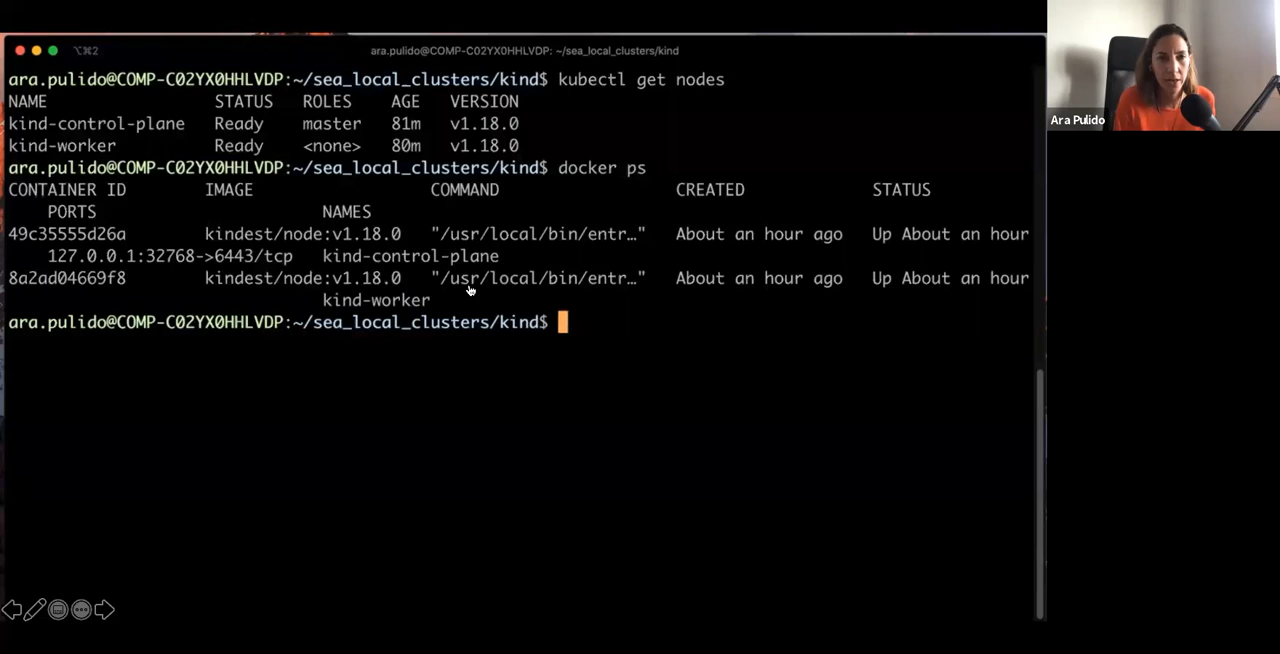 ⌥⌘2
ara.pulido@COMP-C02YX0HHLVDP: ~/sea_local_clusters/kind
ara.pulido@COMP-C02YX0HHLVDP:~/sea_local_clusters/kind$ kubectl get nodes
NAME STATUS ROLES AGE VERSION
kind-control-plane Ready master 81m v1.18.0
kind-worker Ready <none> 80m v1.18.0
ara.pulido@COMP-C02YX0HHLVDP:~/sea_local_clusters/kind$ docker ps
CONTAINER ID IMAGE COMMAND CREATED STATUS
PORTS NAMES
49c35555d26a kindest/node:v1.18.0 "/usr/local/bin/entr…" About an hour ago Up About an hour
127.0.0.1:32768->6443/tcp kind-control-plane
8a2ad04669f8 kindest/node:v1.18.0 "/usr/local/bin/entr…" About an hour ago Up About an hour
kind-worker
ara.pulido@COMP-C02YX0HHLVDP:~/sea_local_clusters/kind$
Ara Pulido